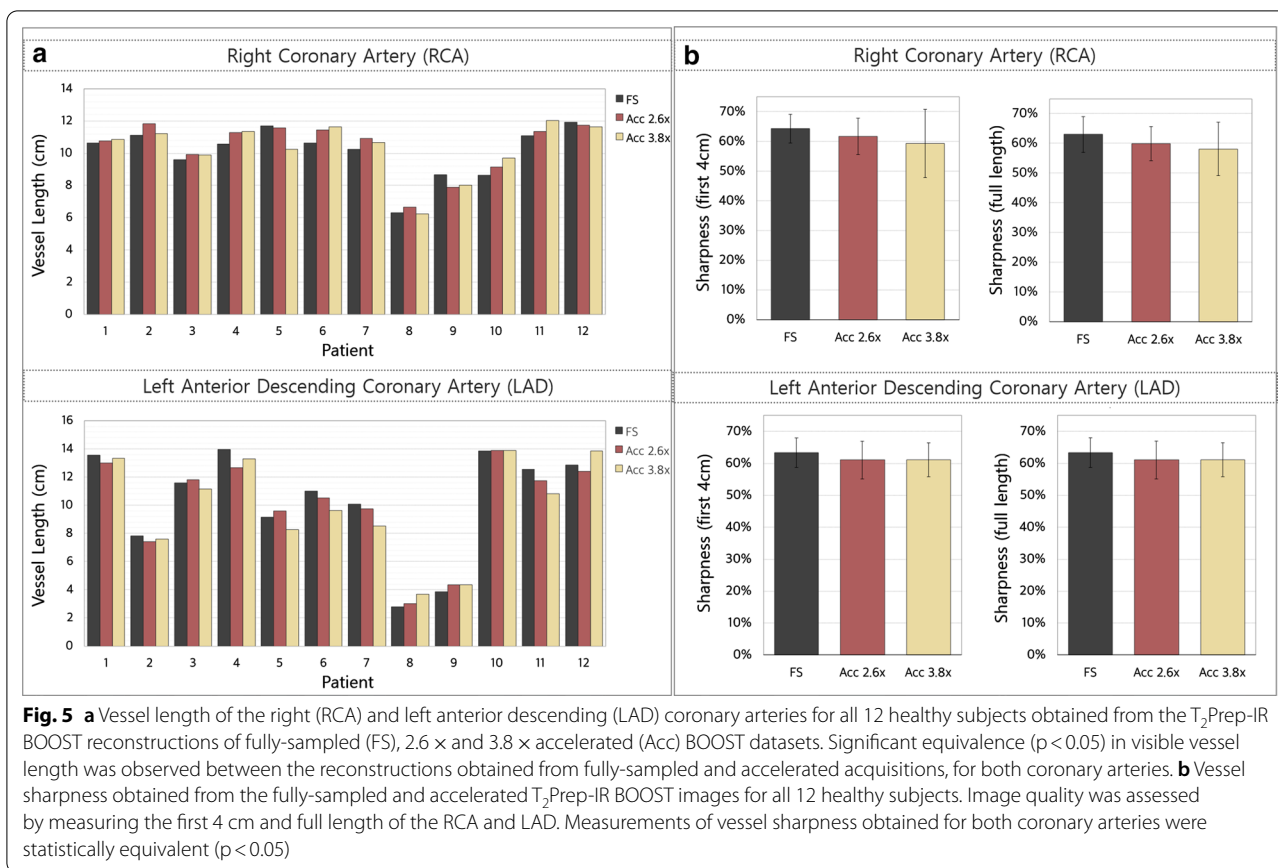 a
Right Coronary Artery (RCA)
14
12
10
8
6
4
2
0
Vessel Length (cm)
FS
Acc 2.6x
Acc 3.8x
1 2 3 4 5 6 7 8 9 10 11 12
Patient
Left Anterior Descending Coronary Artery (LAD)
16
14
12
10
8
6
4
2
0
Vessel Length (cm)
FS
Acc 2.6x
Acc 3.8x
1 2 3 4 5 6 7 8 9 10 11 12
Patient
b
Right Coronary Artery (RCA)
70%
60%
50%
40%
30%
20%
10%
0%
Sharpness (first 4cm)
FS Acc 2.6x Acc 3.8x
70%
60%
50%
40%
30%
20%
10%
0%
Sharpness (full length)
FS Acc 2.6x Acc 3.8x
Left Anterior Descending Coronary Artery (LAD)
70%
60%
50%
40%
30%
20%
10%
0%
Sharpness (first 4cm)
FS Acc 2.6x Acc 3.8x
70%
60%
50%
40%
30%
20%
10%
0%
Sharpness (full length)
FS Acc 2.6x Acc 3.8x
Fig. 5 a Vessel length of the right (RCA) and left anterior descending (LAD) coronary arteries for all 12 healthy subjects obtained from the T₂Prep-IR
BOOST reconstructions of fully-sampled (FS), 2.6 × and 3.8 × accelerated (Acc) BOOST datasets. Significant equivalence (p < 0.05) in visible vessel
length was observed between the reconstructions obtained from fully-sampled and accelerated acquisitions, for both coronary arteries. b Vessel
sharpness obtained from the fully-sampled and accelerated T₂Prep-IR BOOST images for all 12 healthy subjects. Image quality was assessed
by measuring the first 4 cm and full length of the RCA and LAD. Measurements of vessel sharpness obtained for both coronary arteries were
statistically equivalent (p < 0.05)